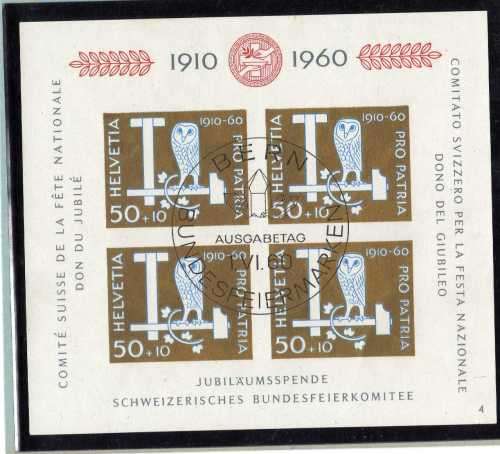 1910 1960
COMITÉ SUISSE DE LA FÊTE NATIONALE
DON DU JUBILÉ
HELVETIA
1910-60
PRO PATRIA
50+10
HELVETIA
1910-60
PRO PATRIA
50+10
BERN
AUSGABETAG
1.VI.60
BUNDESFEIERMARKEN
HELVETIA
1910-60
PRO PATRIA
50+10
HELVETIA
1910-60
PRO PATRIA
50+10
COMITATO SVIZZERO PER LA FESTA NAZIONALE
DONO DEL GIUBILEO
JUBILÄUMSSPENDE
SCHWEIZERISCHES BUNDESFEIERKOMITEE
4